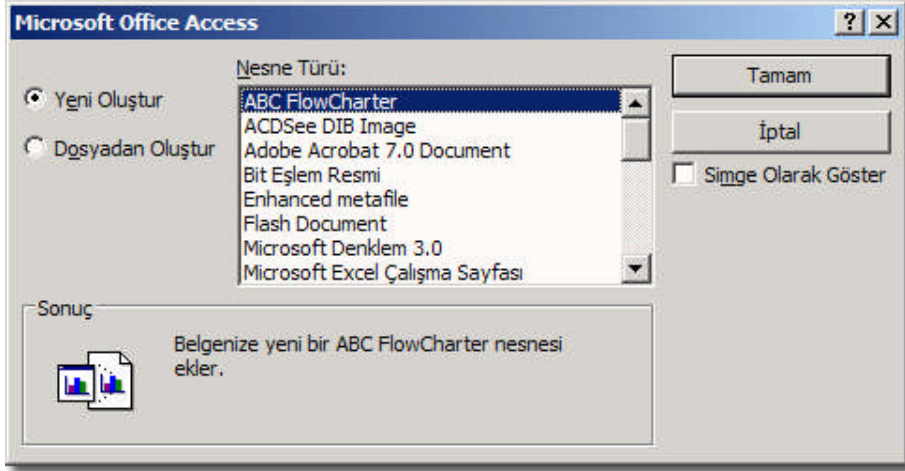 Microsoft Office Access
Nesne Türü:
Yeni Oluştur
Dosyadan Oluştur
ABC FlowCharter
ACDSee DIB Image
Adobe Acrobat 7.0 Document
Bit Eşlem Resmi
Enhanced metafile
Flash Document
Microsoft Denklem 3.0
Microsoft Excel Çalışma Sayfası
Tamam
İptal
Simge Olarak Göster
Sonuç
Belgenize yeni bir ABC FlowCharter nesnesi
ekler.